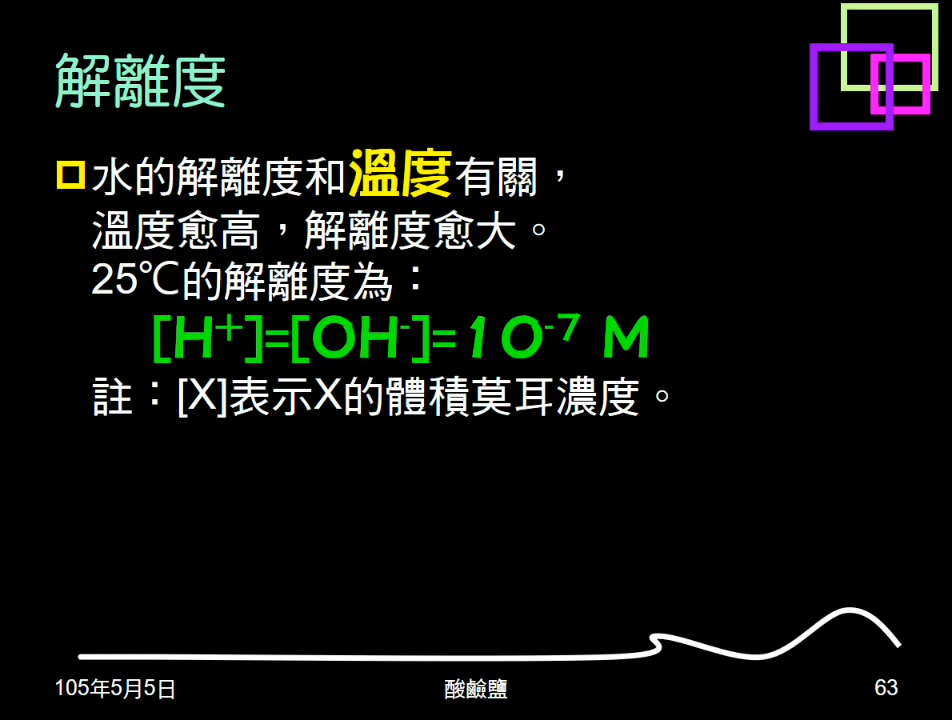 解離度
水的解離度和溫度有關，
溫度愈高，解離度愈大。
25℃的解離度為：
[H⁺]=[OH⁻]=10⁻⁷ M
註：[X]表示X的體積莫耳濃度。
105年5月5日
酸鹼鹽
63